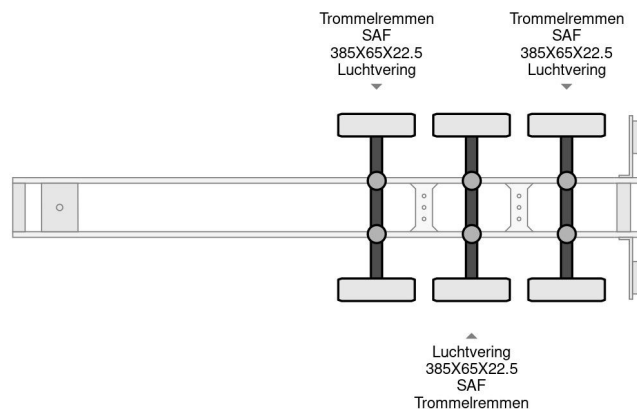 Trommelremmen
SAF
385X65X22.5
Luchtvering
Trommelremmen
SAF
385X65X22.5
Luchtvering
Luchtvering
385X65X22.5
SAF
Trommelremmen